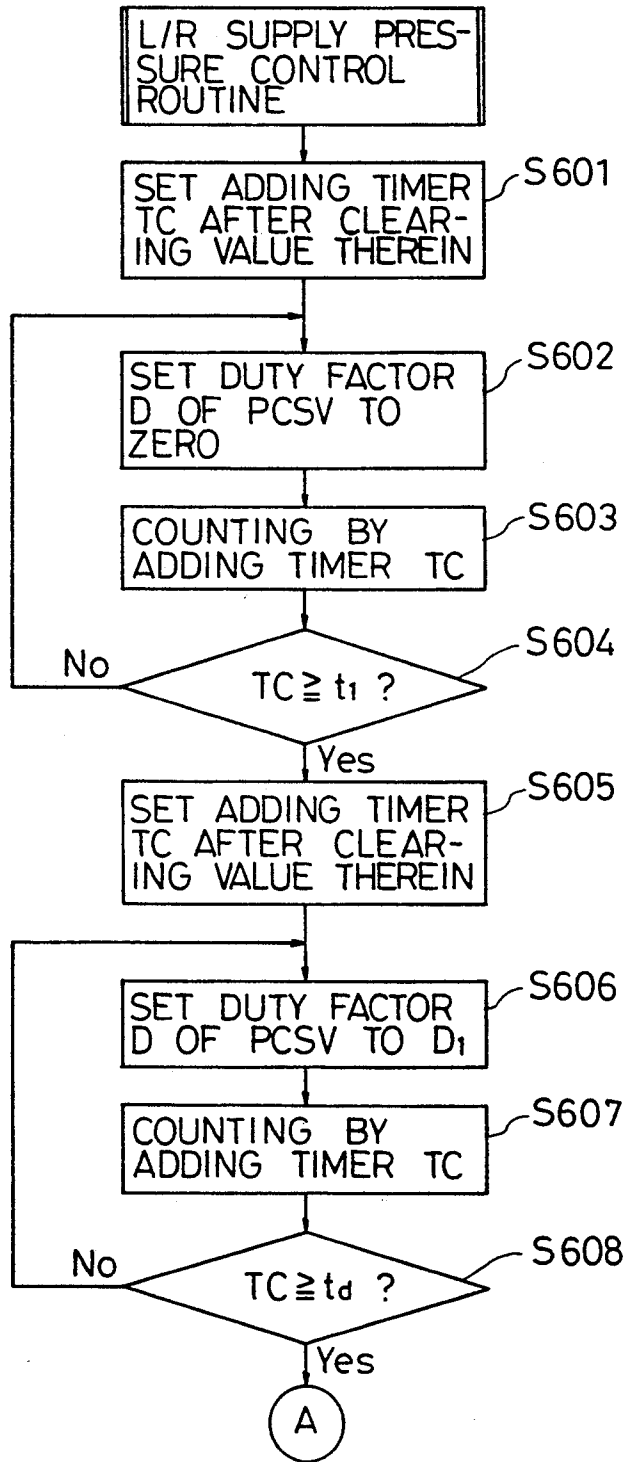 L/R SUPPLY PRES-
SURE CONTROL
ROUTINE
S601
SET ADDING TIMER
TC AFTER CLEAR-
ING VALUE THEREIN
S602
SET DUTY FACTOR
D OF PCSV TO
ZERO
S603
COUNTING BY
ADDING TIMER TC
S604
No
TC ≧ t₁ ?
Yes
S605
SET ADDING TIMER
TC AFTER CLEAR-
ING VALUE THEREIN
S606
SET DUTY FACTOR
D OF PCSV TO D₁
S607
COUNTING BY
ADDING TIMER TC
S608
No
TC ≧ td ?
Yes
A